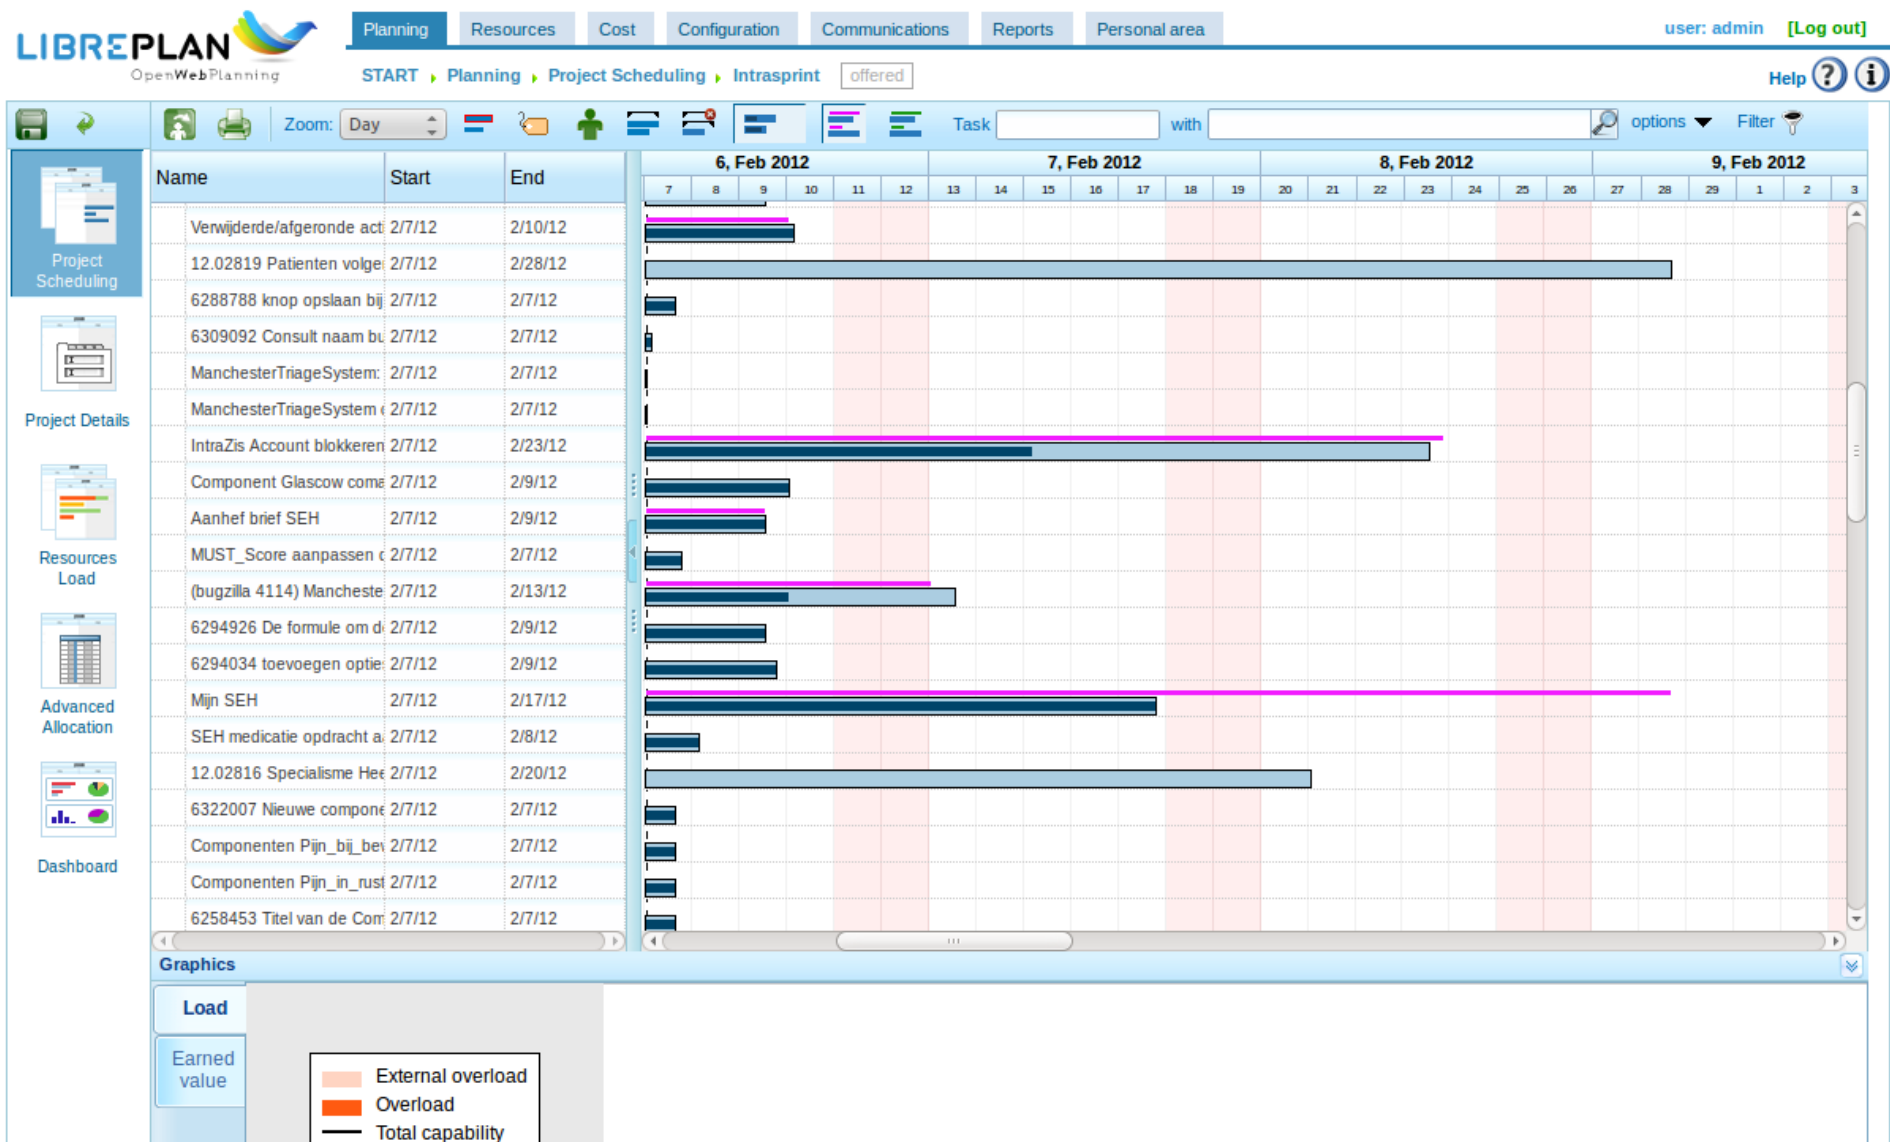 LIBREPLAN
OpenWebPlanning
Planning Resources Cost Configuration Communications Reports Personal area
user: admin [Log out]
START Planning Project Scheduling Intrasprint offered
Help
Zoom: Day Task with options Filter
Name Start End
6, Feb 2012 7, Feb 2012 8, Feb 2012 9, Feb 2012
7 8 9 10 11 12 13 14 15 16 17 18 19 20 21 22 23 24 25 26 27 28 29 1 2 3
Verwijderde/afgeronde act 2/7/12 2/10/12
12.02819 Patienten volge 2/7/12 2/28/12
6288788 knop opslaan bij 2/7/12 2/7/12
6309092 Consult naam bu 2/7/12 2/7/12
ManchesterTriageSystem: 2/7/12 2/7/12
ManchesterTriageSystem 2/7/12 2/7/12
IntraZis Account blokkeren 2/7/12 2/23/12
Component Glascow coma 2/7/12 2/9/12
Aanhef brief SEH 2/7/12 2/9/12
MUST_Score aanpassen 2/7/12 2/7/12
(bugzilla 4114) Mancheste 2/7/12 2/13/12
6294926 De formule om d 2/7/12 2/9/12
6294034 toevoegen optie 2/7/12 2/9/12
Mijn SEH 2/7/12 2/17/12
SEH medicatie opdracht a 2/7/12 2/8/12
12.02816 Specialisme Hee 2/7/12 2/20/12
6322007 Nieuwe compone 2/7/12 2/7/12
Componenten Pijn_bij_bev 2/7/12 2/7/12
Componenten Pijn_in_rust 2/7/12 2/7/12
6258453 Titel van de Com 2/7/12 2/7/12
Project
Scheduling
Project Details
Resources
Load
Advanced
Allocation
Dashboard
Graphics
Load
Earned
value
External overload
Overload
Total capability